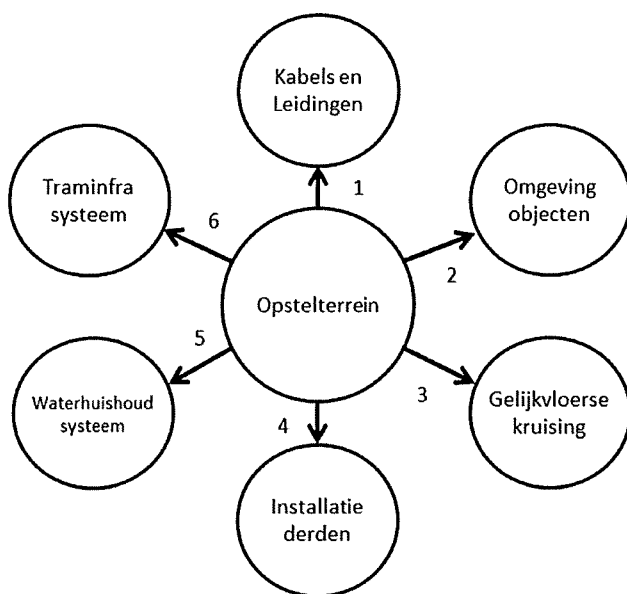 Kabels en
Leidingen
1
Omgeving
objecten
2
Gelijkvloerse
kruising
3
Installatie
derden
4
Waterhuishoud
systeem
5
Traminfra
systeem
6
Opstelterrein